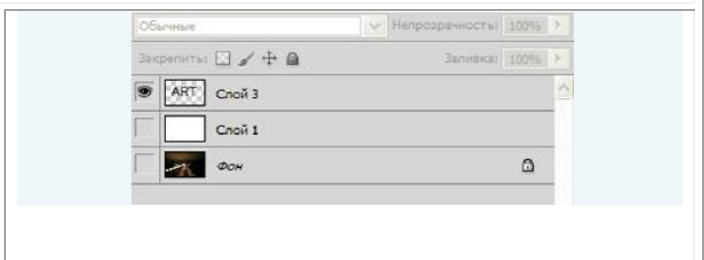 Обычные Непрозрачность: 100%
Закрепить: Заливка: 100%
ART Слой 3
Слой 1
Фон